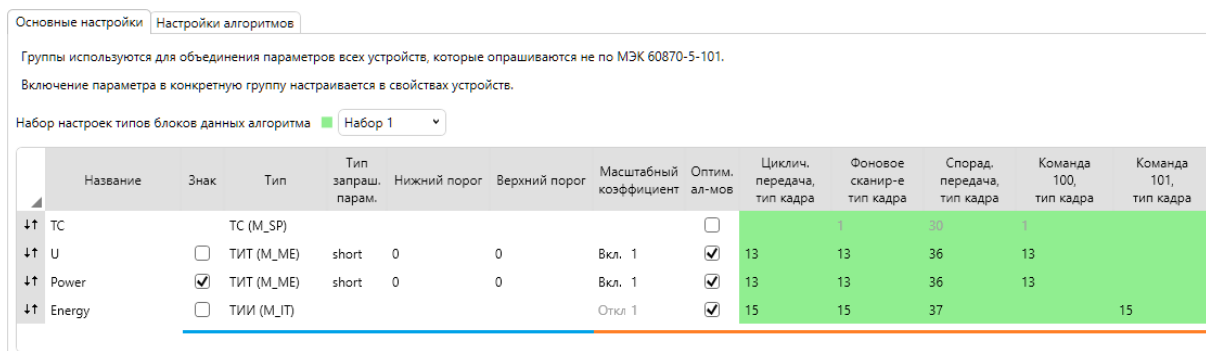 Основные настройки Настройки алгоритмов
Группы используются для объединения параметров всех устройств, которые опрашиваются не по МЭК 60870-5-101.
Включение параметра в конкретную группу настраивается в свойствах устройств.
Набор настроек типов блоков данных алгоритма Набор 1
Название Знак Тип Тип запраш. парам. Нижний порог Верхний порог Масштабный коэффициент Оптим. ал-мов Циклич. передача, тип кадра Фоновое сканир-е тип кадра Спорад. передача, тип кадра Команда 100, тип кадра Команда 101, тип кадра
ТС ТС (M_SP) 1 30 1
U ТИТ (M_ME) short 0 0 Вкл. 1 13 13 36 13
Power ТИТ (M_ME) short 0 0 Вкл. 1 13 13 36 13
Energy ТИИ (M_IT) Откл 1 15 15 37 15